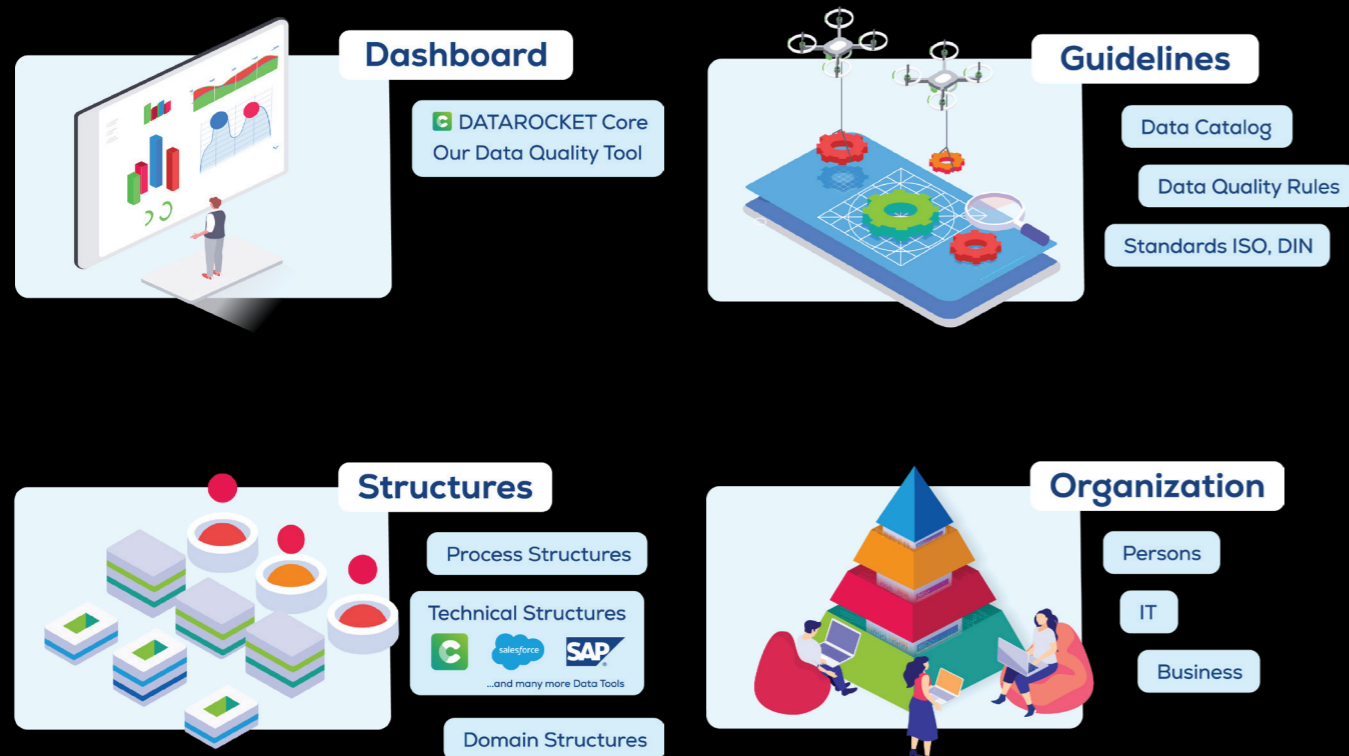 Dashboard
DATAROCKET Core
Our Data Quality Tool
Guidelines
Data Catalog
Data Quality Rules
Standards ISO, DIN
Structures
Process Structures
Technical Structures
C
salesforce
SAP
...and many more Data Tools
Domain Structures
Organization
Persons
IT
Business